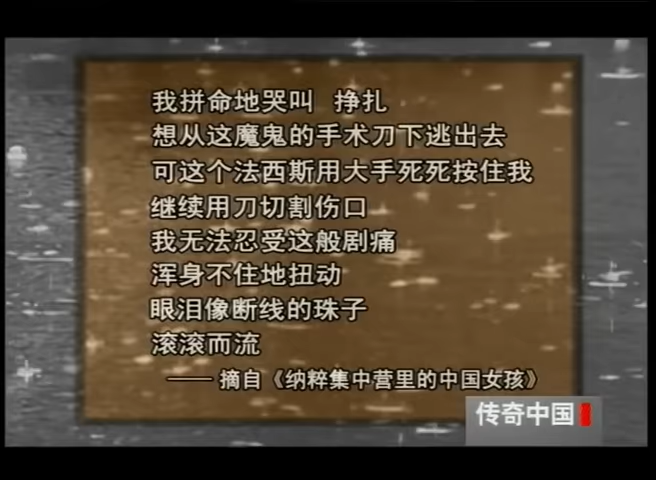 我拼命地哭叫 挣扎
想从这魔鬼的手术刀下逃出去
可这个法西斯用大手死死按住我
继续用刀切割伤口
我无法忍受这般剧痛
浑身不住地扭动
眼泪像断线的珠子
滚滚而流
—— 摘自《纳粹集中营里的中国女孩》
传奇中国